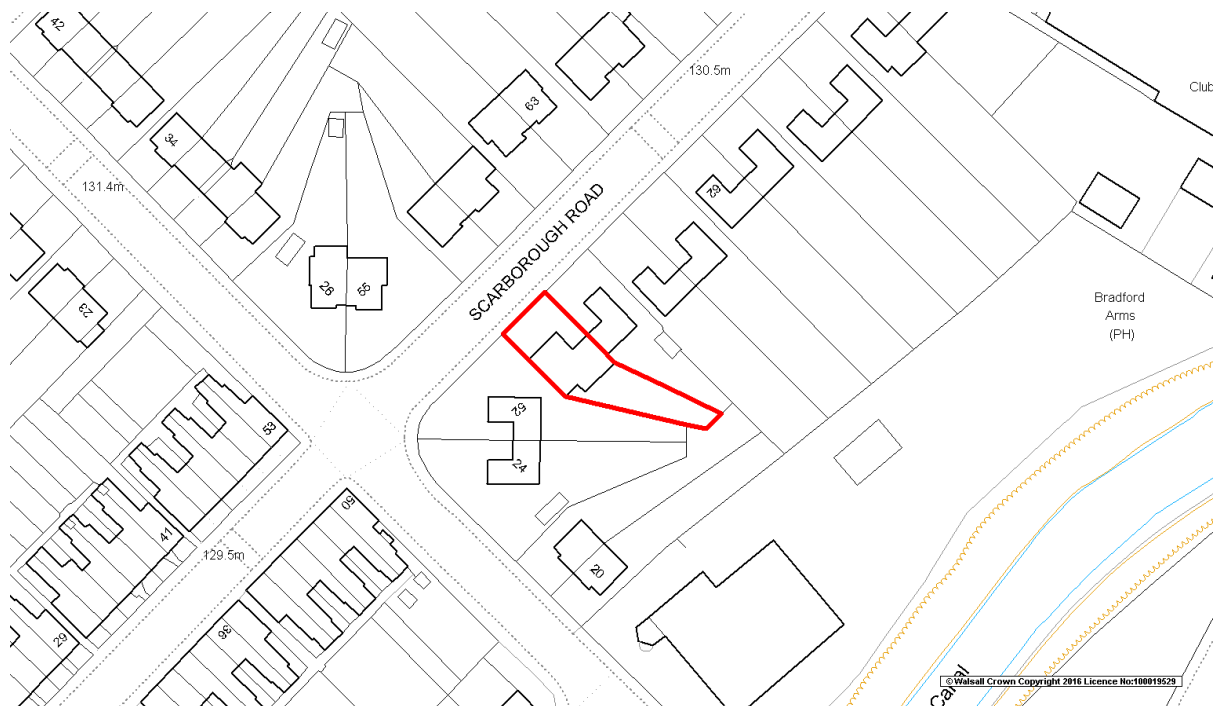 42
130.5m
Club
63
34
131.4m
62
SCARBOROUGH ROAD
26
55
23
Bradford
Arms
(PH)
52
53
24
50
41
129.5m
20
36
29
Canal
© Walsall Crown Copyright 2016 Licence No:100019529